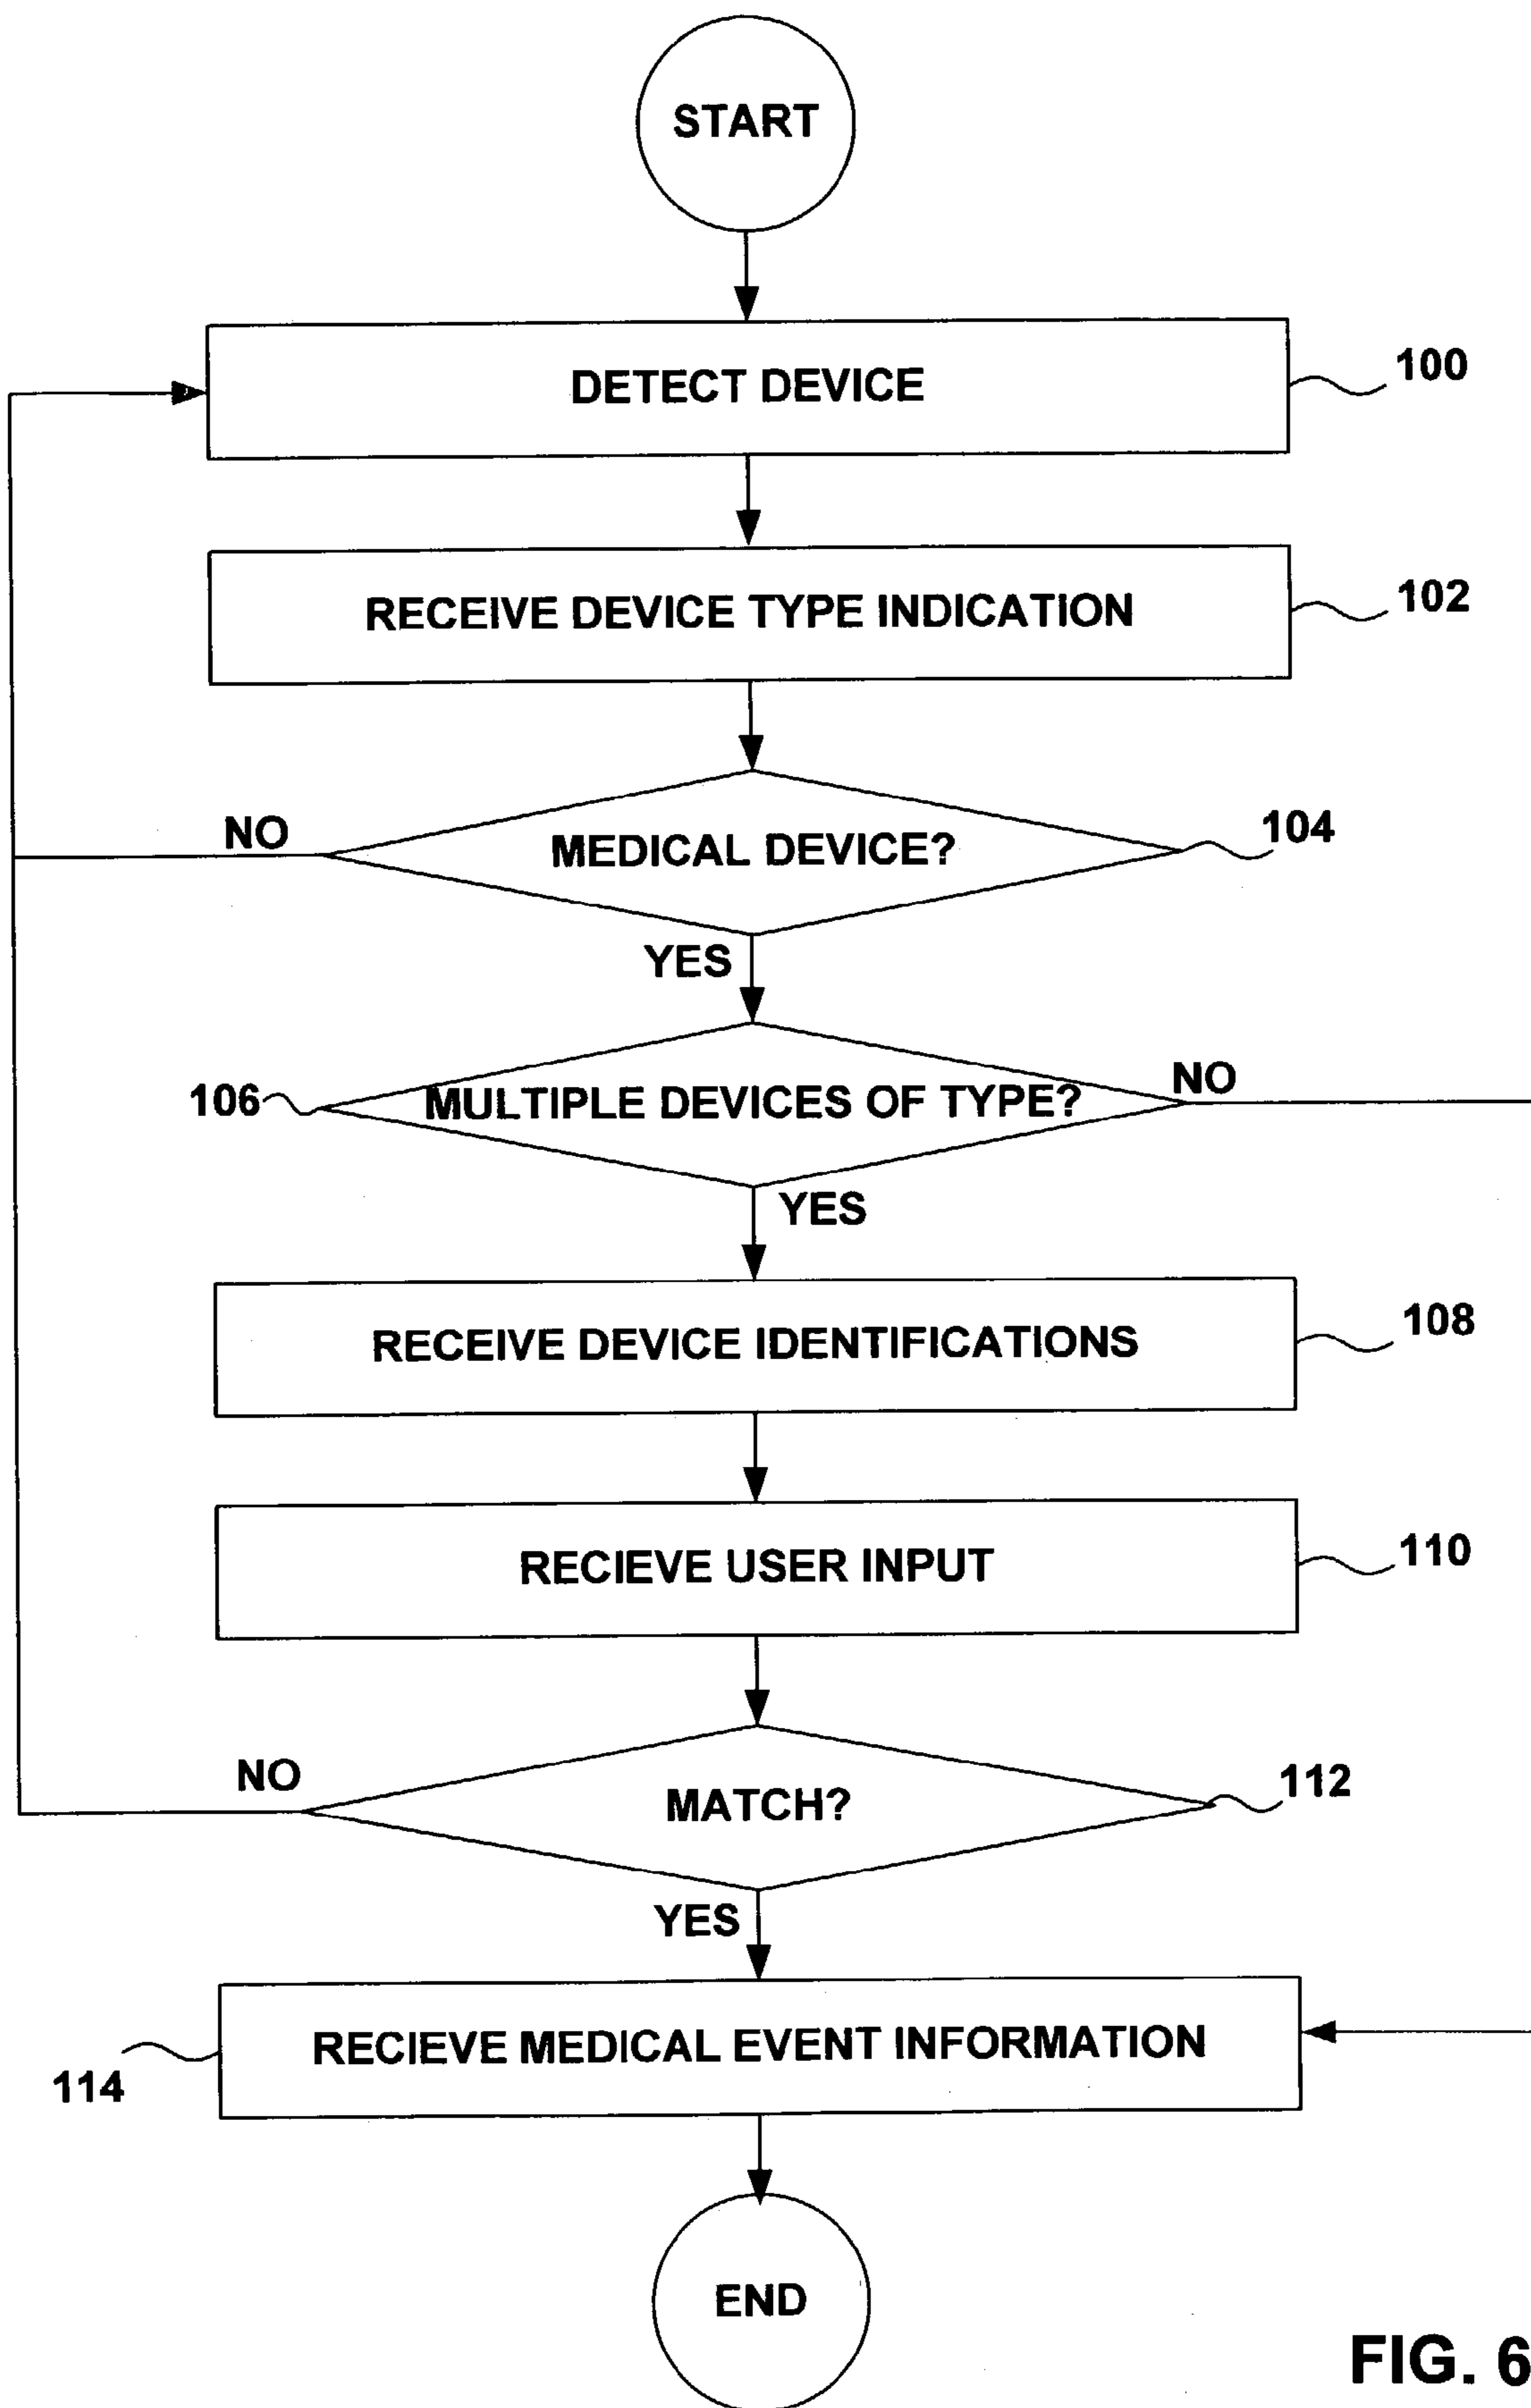 START
DETECT DEVICE
100
RECEIVE DEVICE TYPE INDICATION
102
NO
MEDICAL DEVICE?
104
YES
106
MULTIPLE DEVICES OF TYPE?
NO
YES
RECEIVE DEVICE IDENTIFICATIONS
108
RECIEVE USER INPUT
110
NO
MATCH?
112
YES
RECIEVE MEDICAL EVENT INFORMATION
114
END
FIG. 6